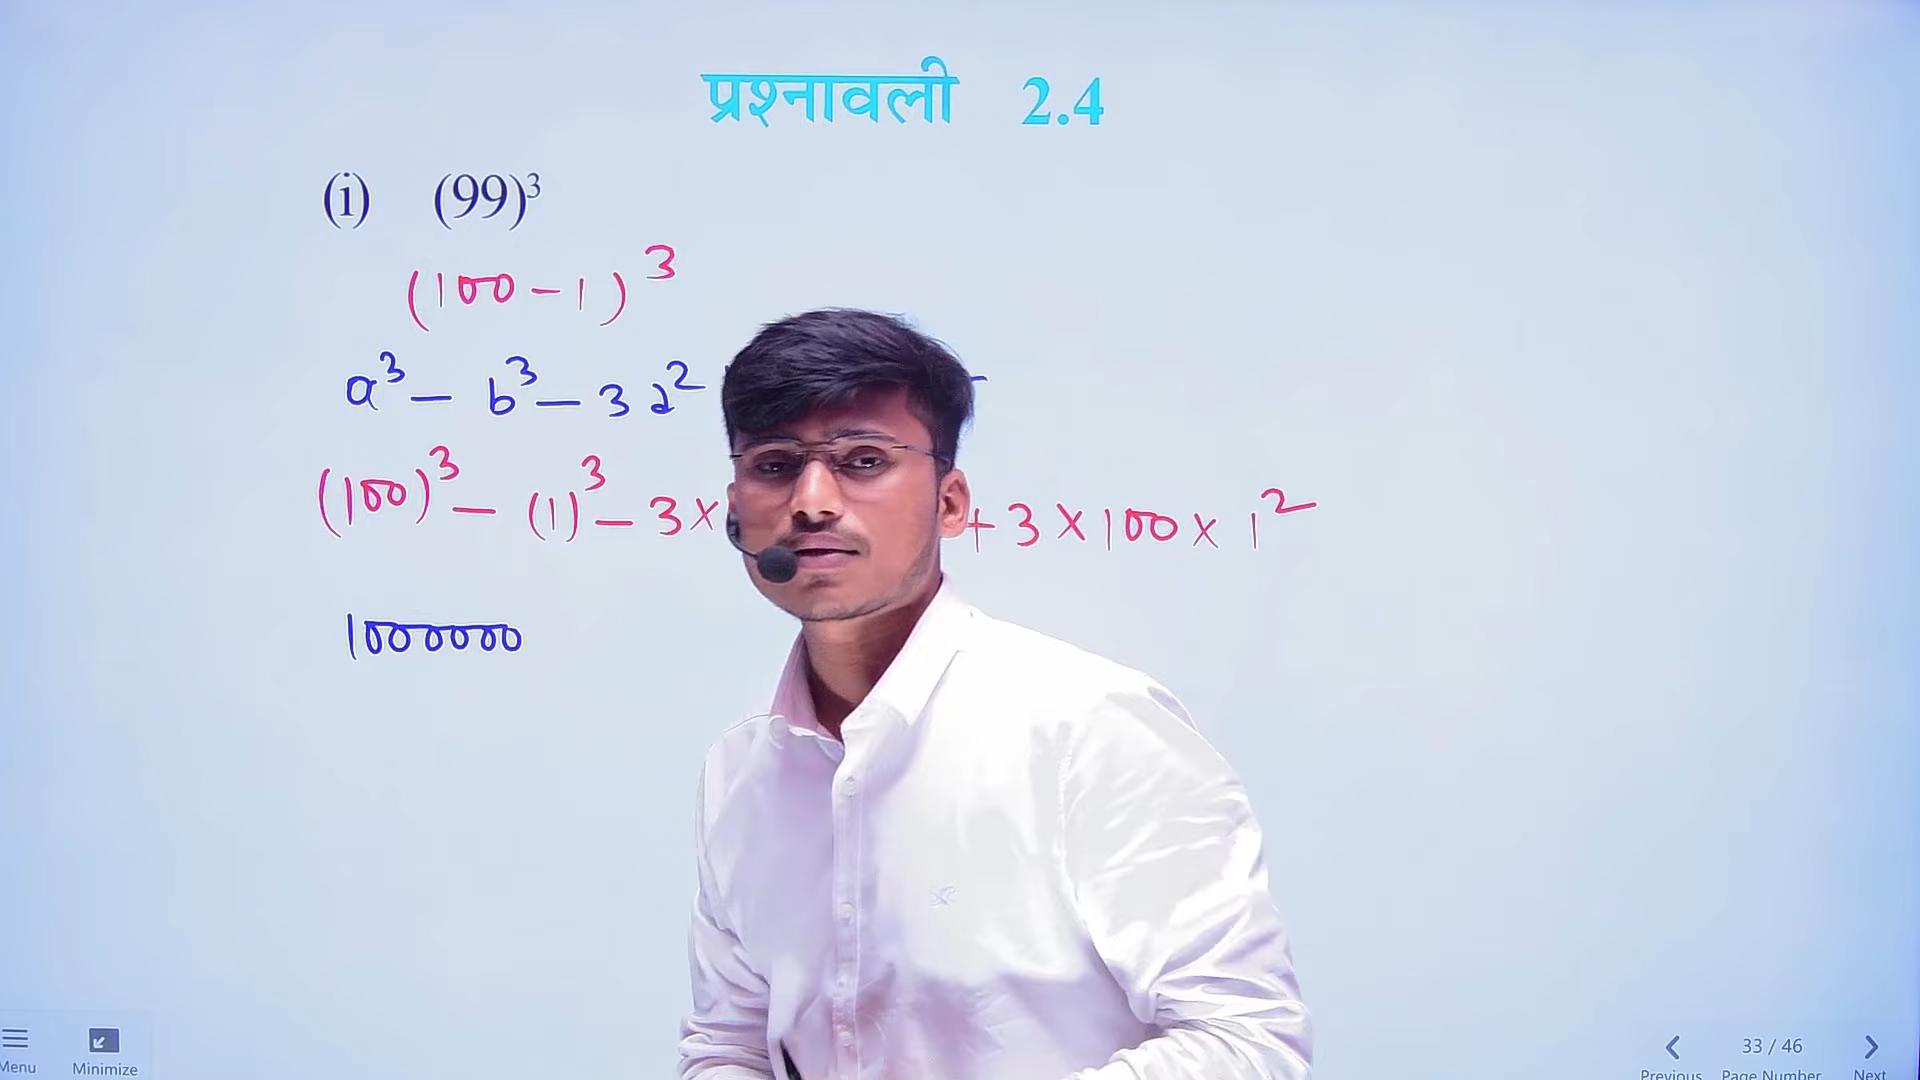 प्रश्नावली 2.4
(i) (99)³
(100 - 1)³
a³ - b³ - 3 a²
(100)³ - (1)³ - 3 × + 3 × 100 × 1²
1000000
Menu
Minimize
33 / 46
Previous Page Number Next